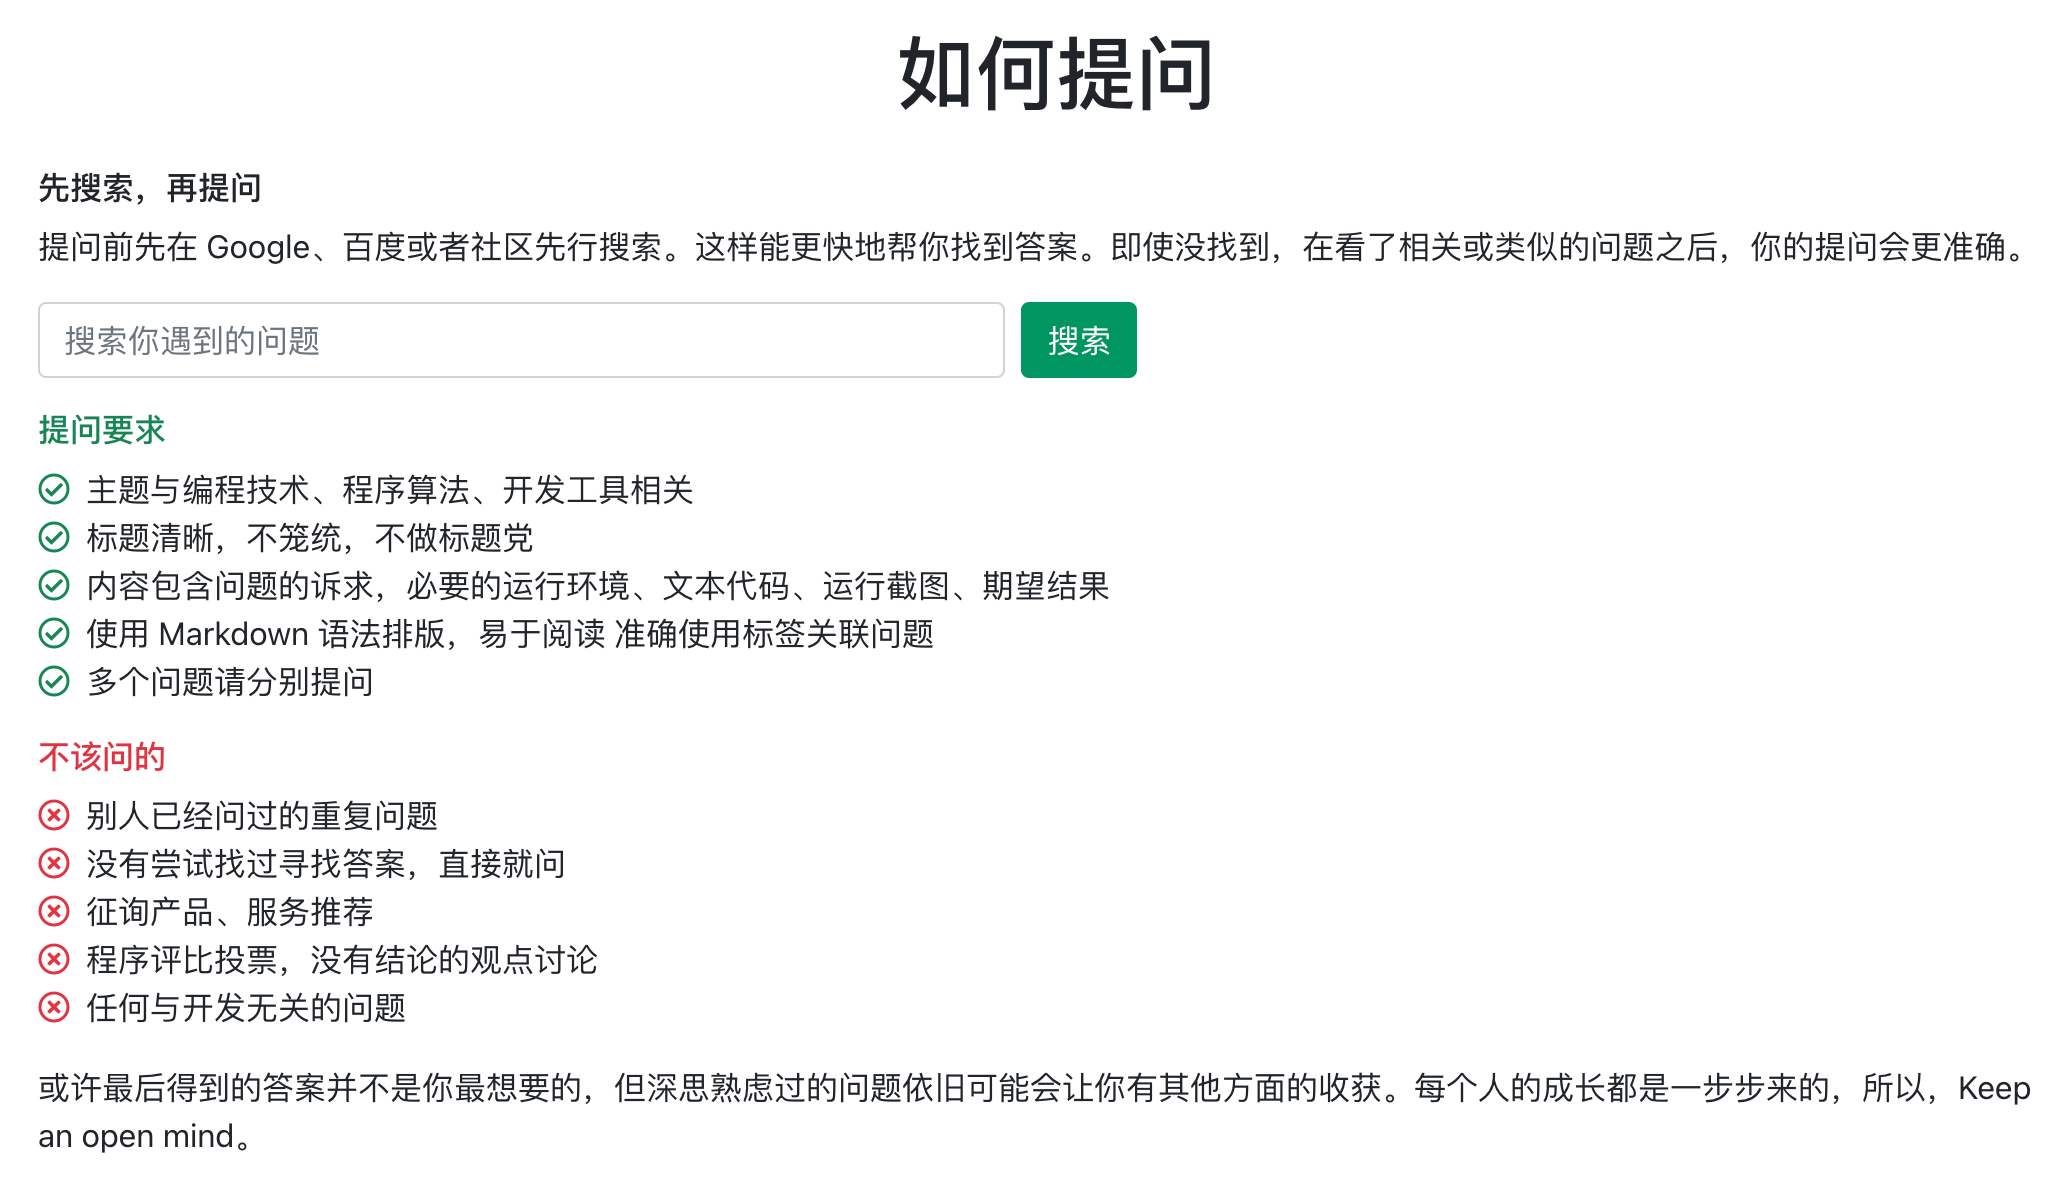 如何提问
先搜索，再提问
提问前先在 Google、百度或者社区先行搜索。这样能更快地帮你找到答案。即使没找到，在看了相关或类似的问题之后，你的提问会更准确。
搜索你遇到的问题
搜索
提问要求
主题与编程技术、程序算法、开发工具相关
标题清晰，不笼统，不做标题党
内容包含问题的诉求，必要的运行环境、文本代码、运行截图、期望结果
使用 Markdown 语法排版，易于阅读 准确使用标签关联问题
多个问题请分别提问
不该问的
别人已经问过的重复问题
没有尝试找过寻找答案，直接就问
征询产品、服务推荐
程序评比投票，没有结论的观点讨论
任何与开发无关的问题
或许最后得到的答案并不是你最想要的，但深思熟虑过的问题依旧可能会让你有其他方面的收获。每个人的成长都是一步步来的，所以，Keep
an open mind。